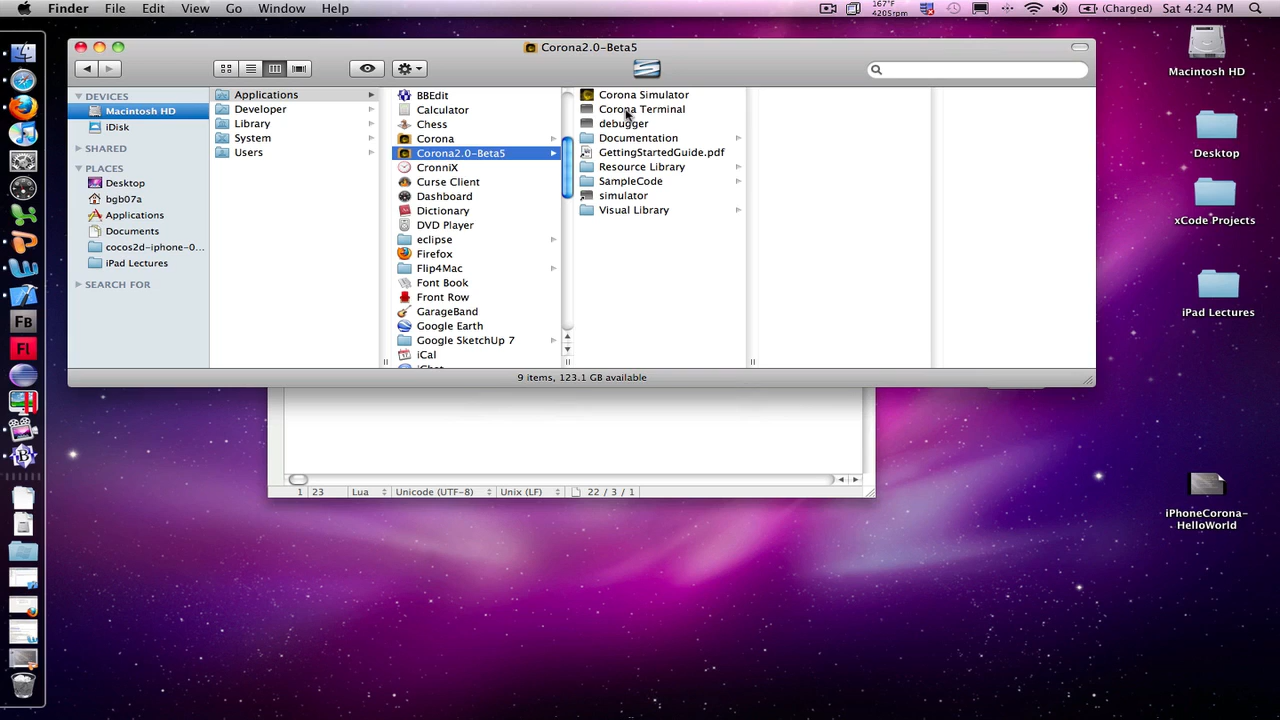 Finder File Edit View Go Window Help
167°F
4205rpm
(Charged) Sat 4:24 PM
Corona2.0-Beta5
DEVICES
Macintosh HD
iDisk
SHARED
PLACES
Desktop
bgb07a
Applications
Documents
cocos2d-iphone-0...
iPad Lectures
SEARCH FOR
Applications
Developer
Library
System
Users
BBEdit
Calculator
Chess
Corona
Corona2.0-Beta5
CronniX
Curse Client
Dashboard
Dictionary
DVD Player
eclipse
Firefox
Flip4Mac
Font Book
Front Row
GarageBand
Google Earth
Google SketchUp 7
iCal
Corona Simulator
Corona Terminal
debugger
Documentation
GettingStartedGuide.pdf
Resource Library
SampleCode
simulator
Visual Library
9 items, 123.1 GB available
1 23 Lua Unicode (UTF-8) Unix (LF) 22 / 3 / 1
Macintosh HD
Desktop
xCode Projects
iPad Lectures
iPhoneCorona-
HelloWorld
Fb
Fl